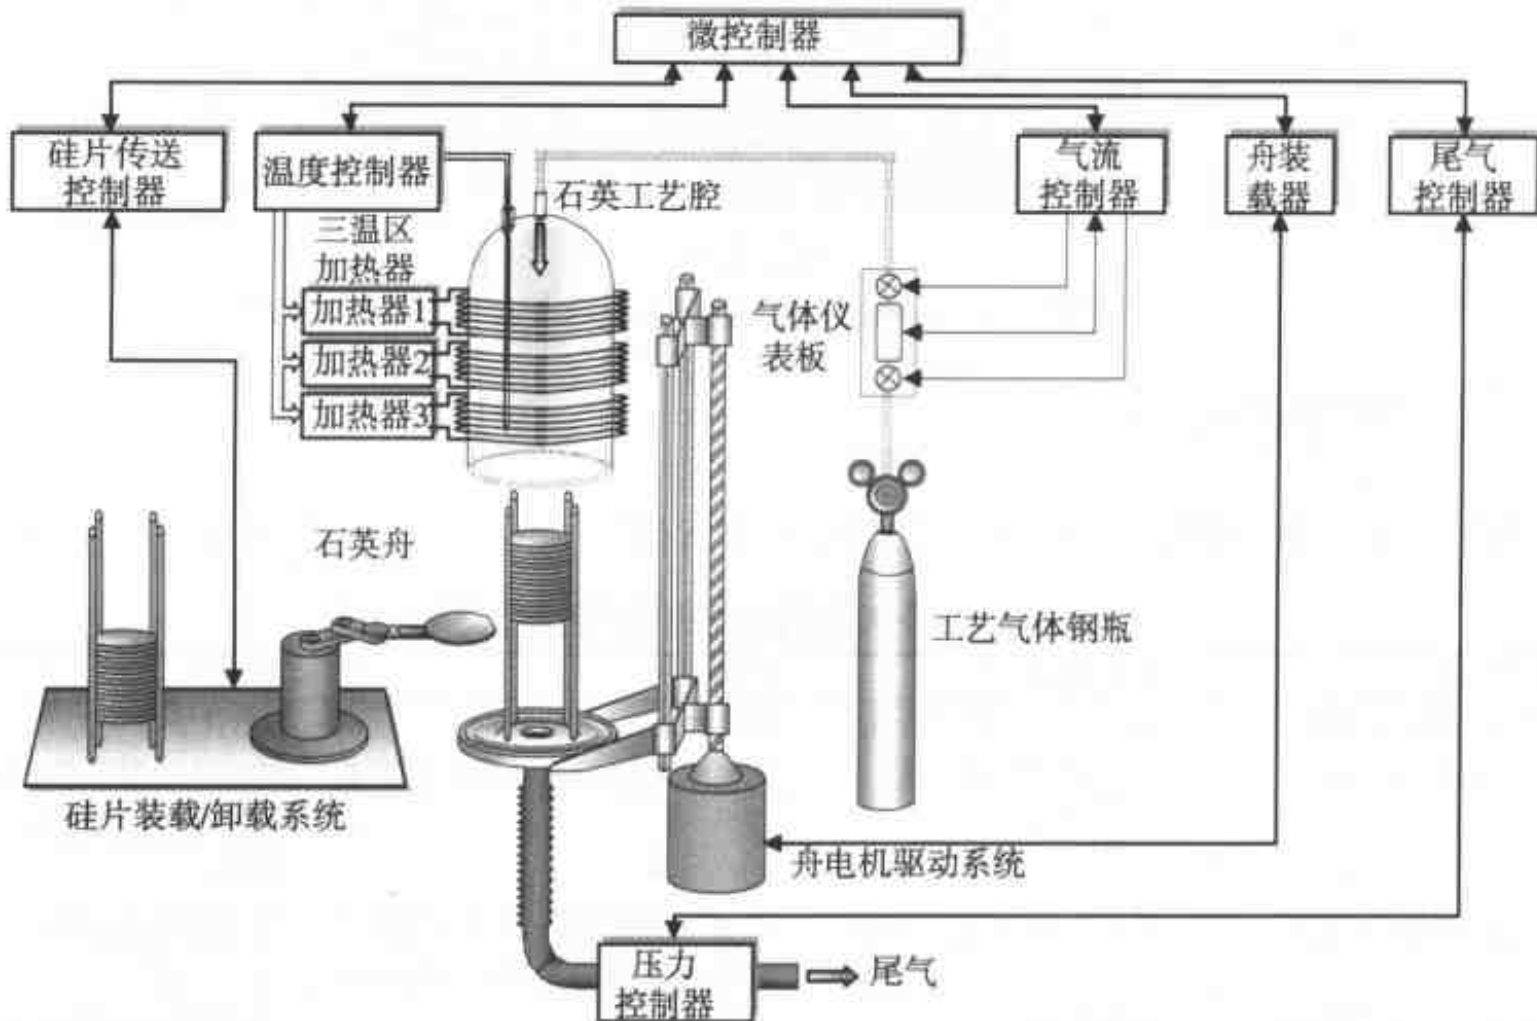 微控制器
硅片传送
控制器
温度控制器
气流
控制器
舟装
载器
尾气
控制器
石英工艺腔
三温区
加热器
加热器1
加热器2
加热器3
气体仪
表板
石英舟
工艺气体钢瓶
硅片装载/卸载系统
舟电机驱动系统
压力
控制器
尾气